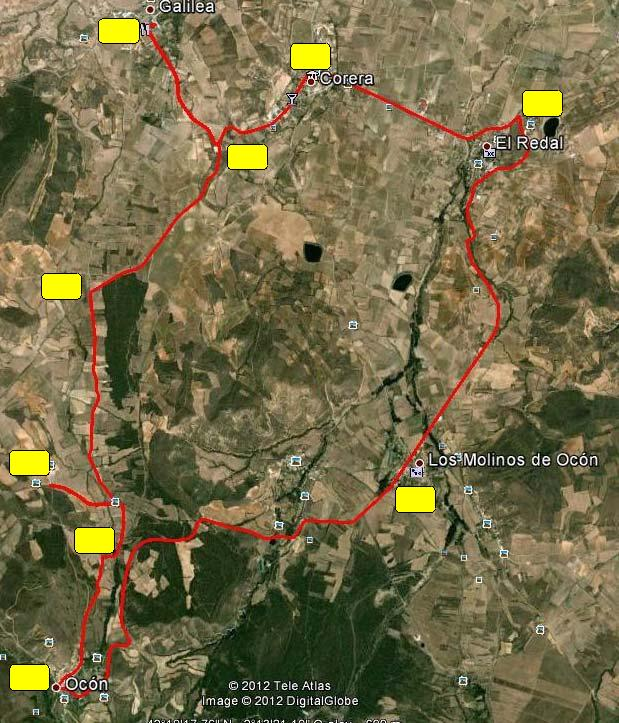 Galilea
Corera
El Redal
Los Molinos de Ocón
Ocón
© 2012 Tele Atlas
Image © 2012 DigitalGlobe